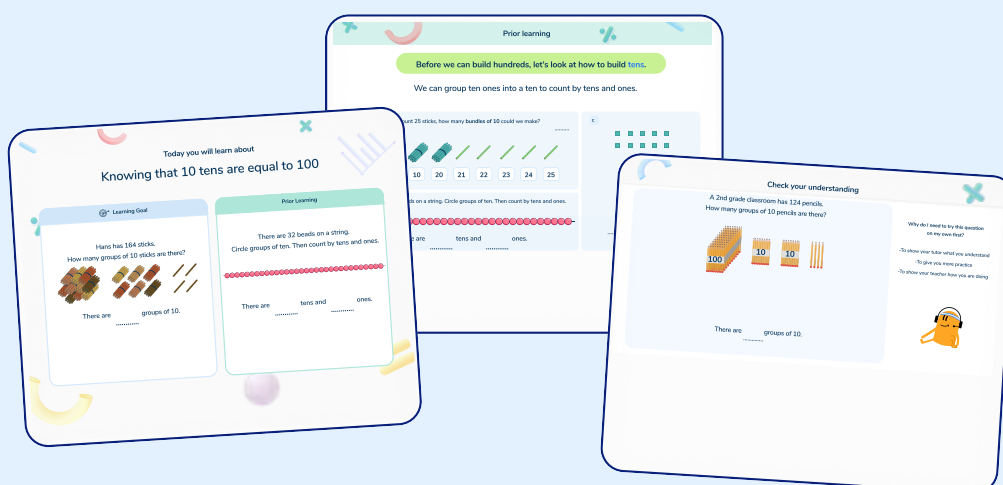 Prior learning
Before we can build hundreds, let's look at how to build tens.
We can group ten ones into a ten to count by tens and ones.
25 sticks, how many bundles of 10 could we make?
10 20 21 22 23 24 25
on a string. Circle groups of ten. Then count by tens and ones.
are tens and ones.
Today you will learn about
Knowing that 10 tens are equal to 100
Learning Goal
Hans has 164 sticks.
How many groups of 10 sticks are there?
There are groups of 10.
Prior Learning
There are 32 beads on a string.
Circle groups of ten. Then count by tens and ones.
There are tens and ones.
Check your understanding
A 2nd grade classroom has 124 pencils.
How many groups of 10 pencils are there?
100 10 10
There are groups of 10.
Why do I need to try this question
on my own first?
-To show your tutor what you understand
-To give you more practice
-To show your teacher how you are doing